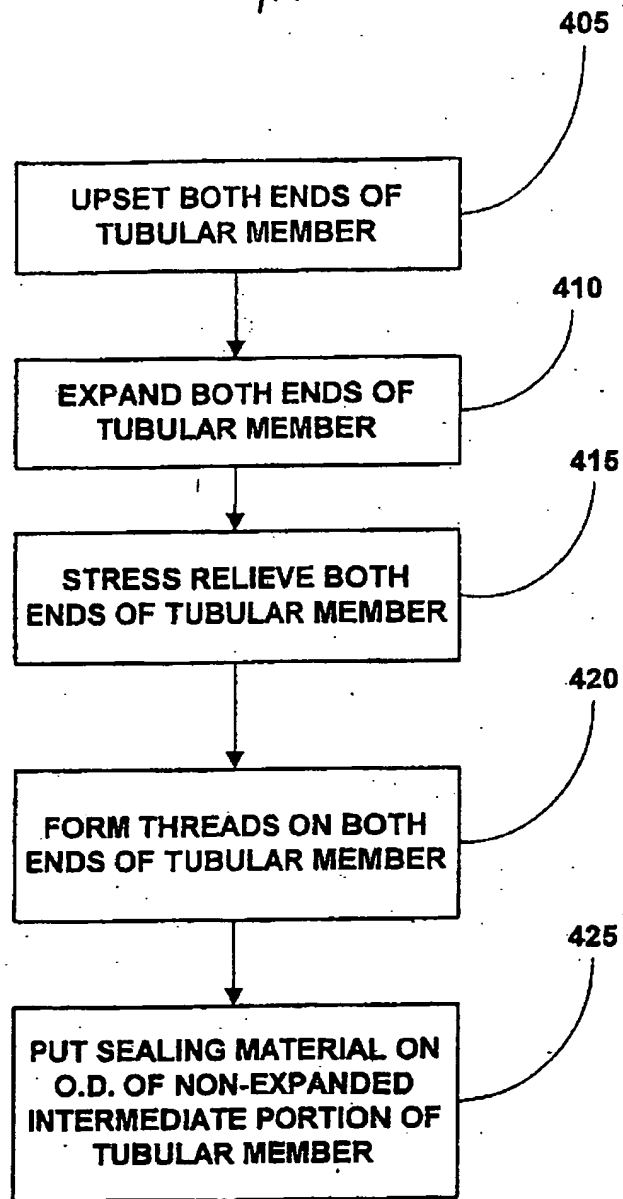 405
UPSET BOTH ENDS OF
TUBULAR MEMBER
410
EXPAND BOTH ENDS OF
TUBULAR MEMBER
415
STRESS RELIEVE BOTH
ENDS OF TUBULAR MEMBER
420
FORM THREADS ON BOTH
ENDS OF TUBULAR MEMBER
425
PUT SEALING MATERIAL ON
O.D. OF NON-EXPANDED
INTERMEDIATE PORTION OF
TUBULAR MEMBER